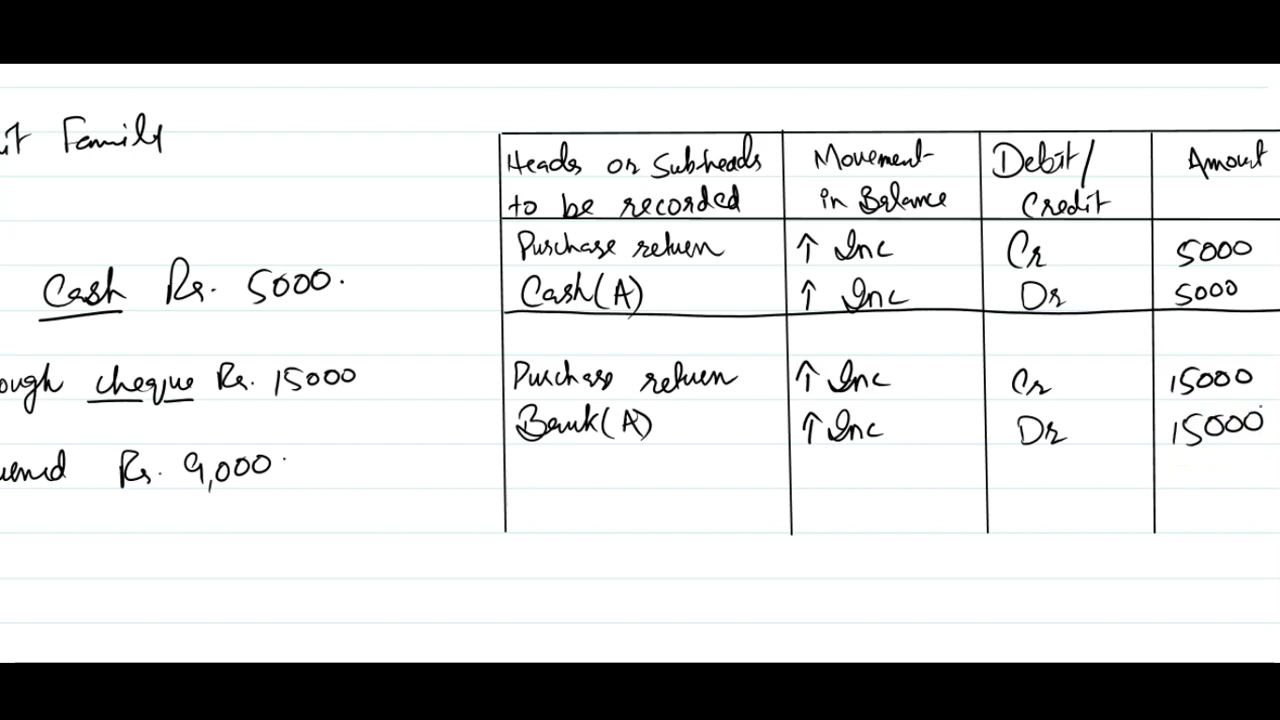 it Family
Cash Rs. 5000.
ough cheque Rs. 15000
Rs. 9,000.
Heads or Subheads to be recorded | Movement in Balance | Debit/ Credit | Amount
Purchase return ↑ Inc Cr 5000
Cash(A) ↑ Inc Dr 5000
Purchase return ↑ Inc Cr 15000
Bank(A) ↑ Inc Dr 15000